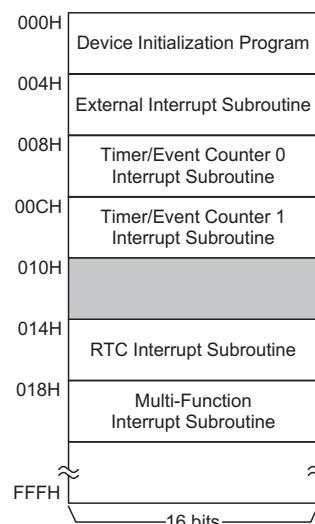 000H
Device Initialization Program
004H
External Interrupt Subroutine
008H
Timer/Event Counter 0
Interrupt Subroutine
00CH
Timer/Event Counter 1
Interrupt Subroutine
010H
014H
RTC Interrupt Subroutine
018H
Multi-Function
Interrupt Subroutine
FFFH
16 bits